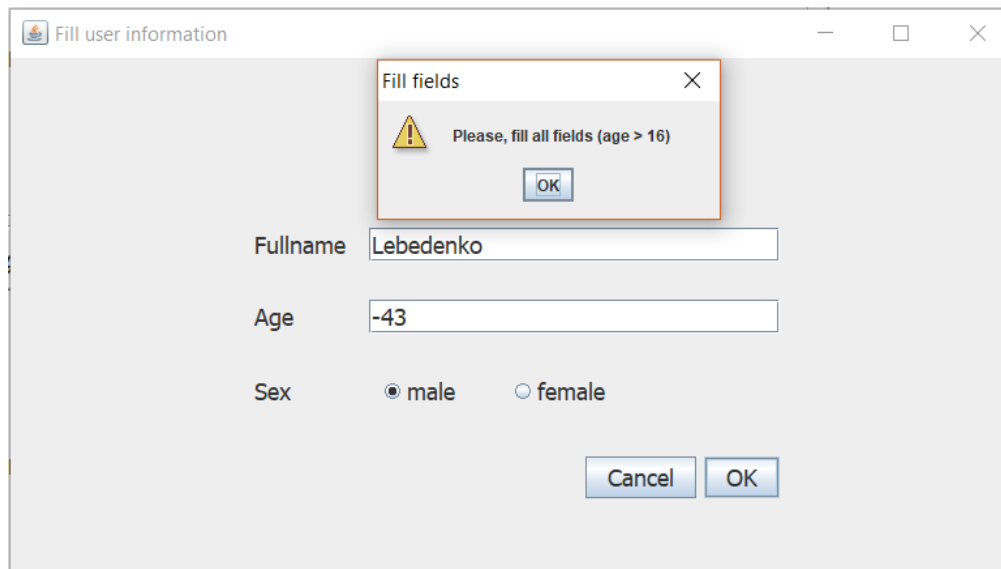 Fill user information
Fill fields
Please, fill all fields (age > 16)
OK
Fullname Lebedenko
Age -43
Sex male female
Cancel OK